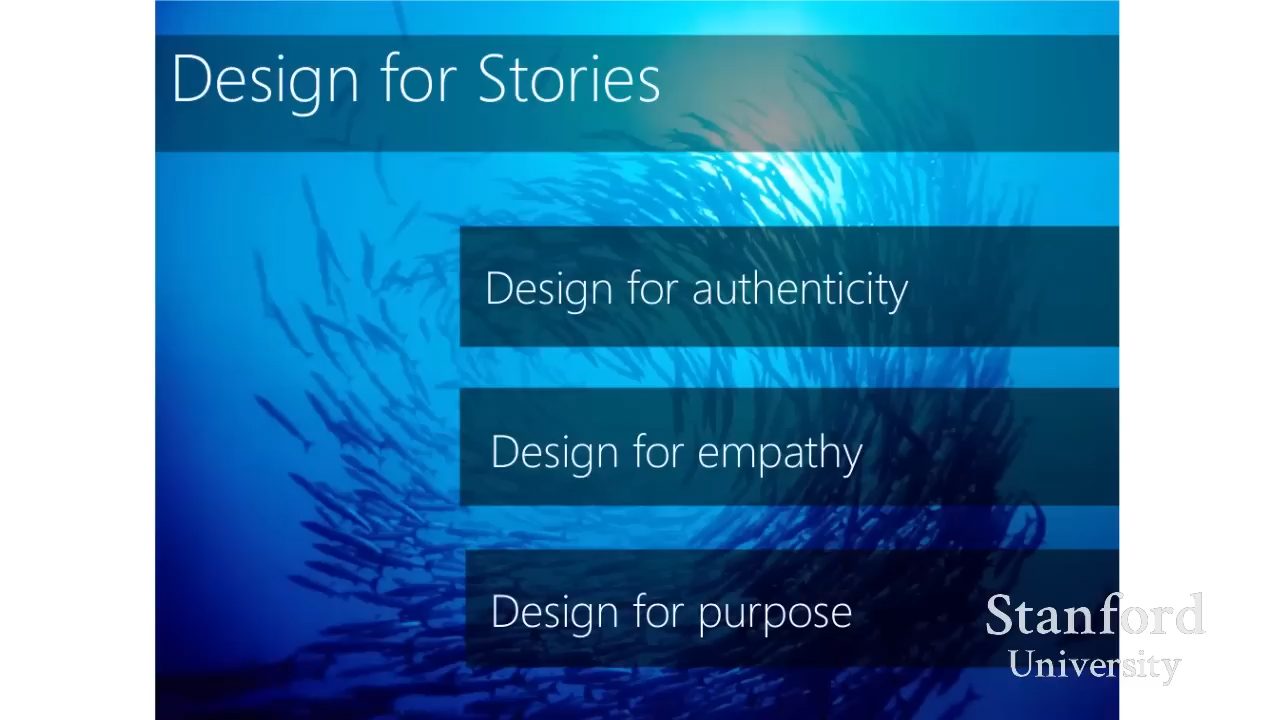 Design for Stories
Design for authenticity
Design for empathy
Design for purpose
Stanford
University